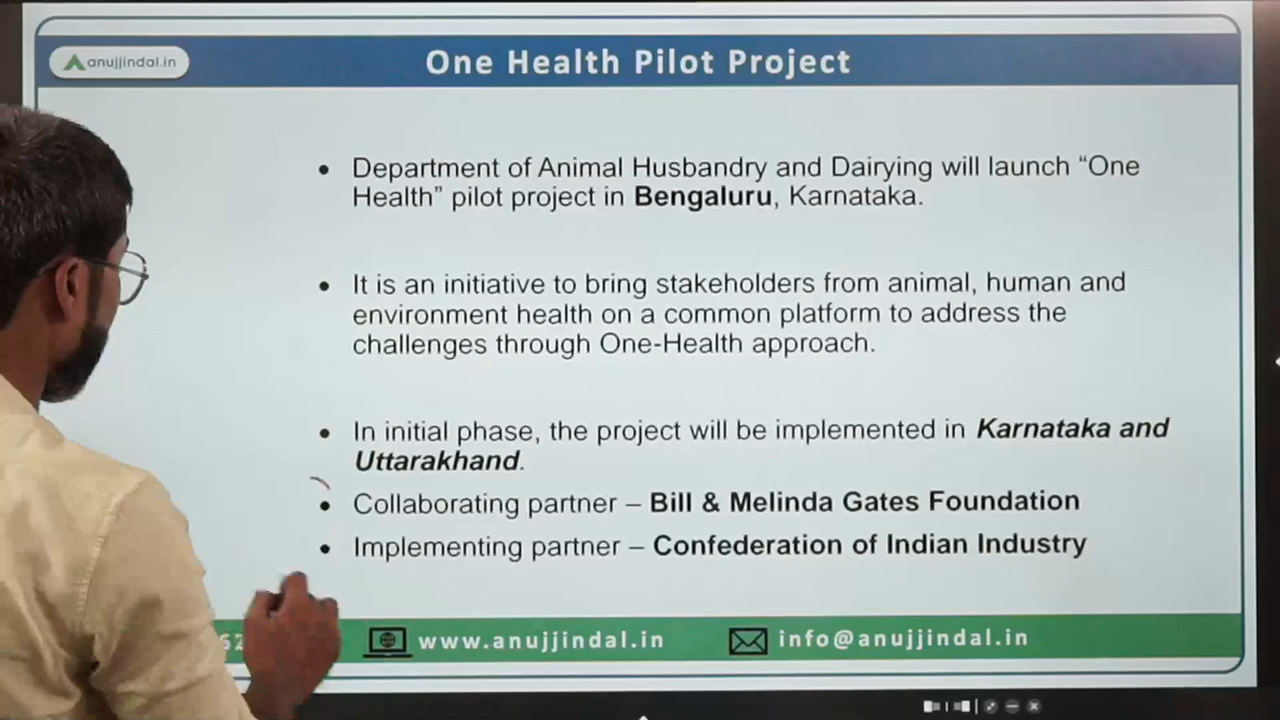 anujjindal.in
One Health Pilot Project
• Department of Animal Husbandry and Dairying will launch “One
Health” pilot project in Bengaluru, Karnataka.
• It is an initiative to bring stakeholders from animal, human and
environment health on a common platform to address the
challenges through One-Health approach.
• In initial phase, the project will be implemented in Karnataka and
Uttarakhand.
• Collaborating partner – Bill & Melinda Gates Foundation
• Implementing partner – Confederation of Indian Industry
www.anujjindal.in
info@anujjindal.in